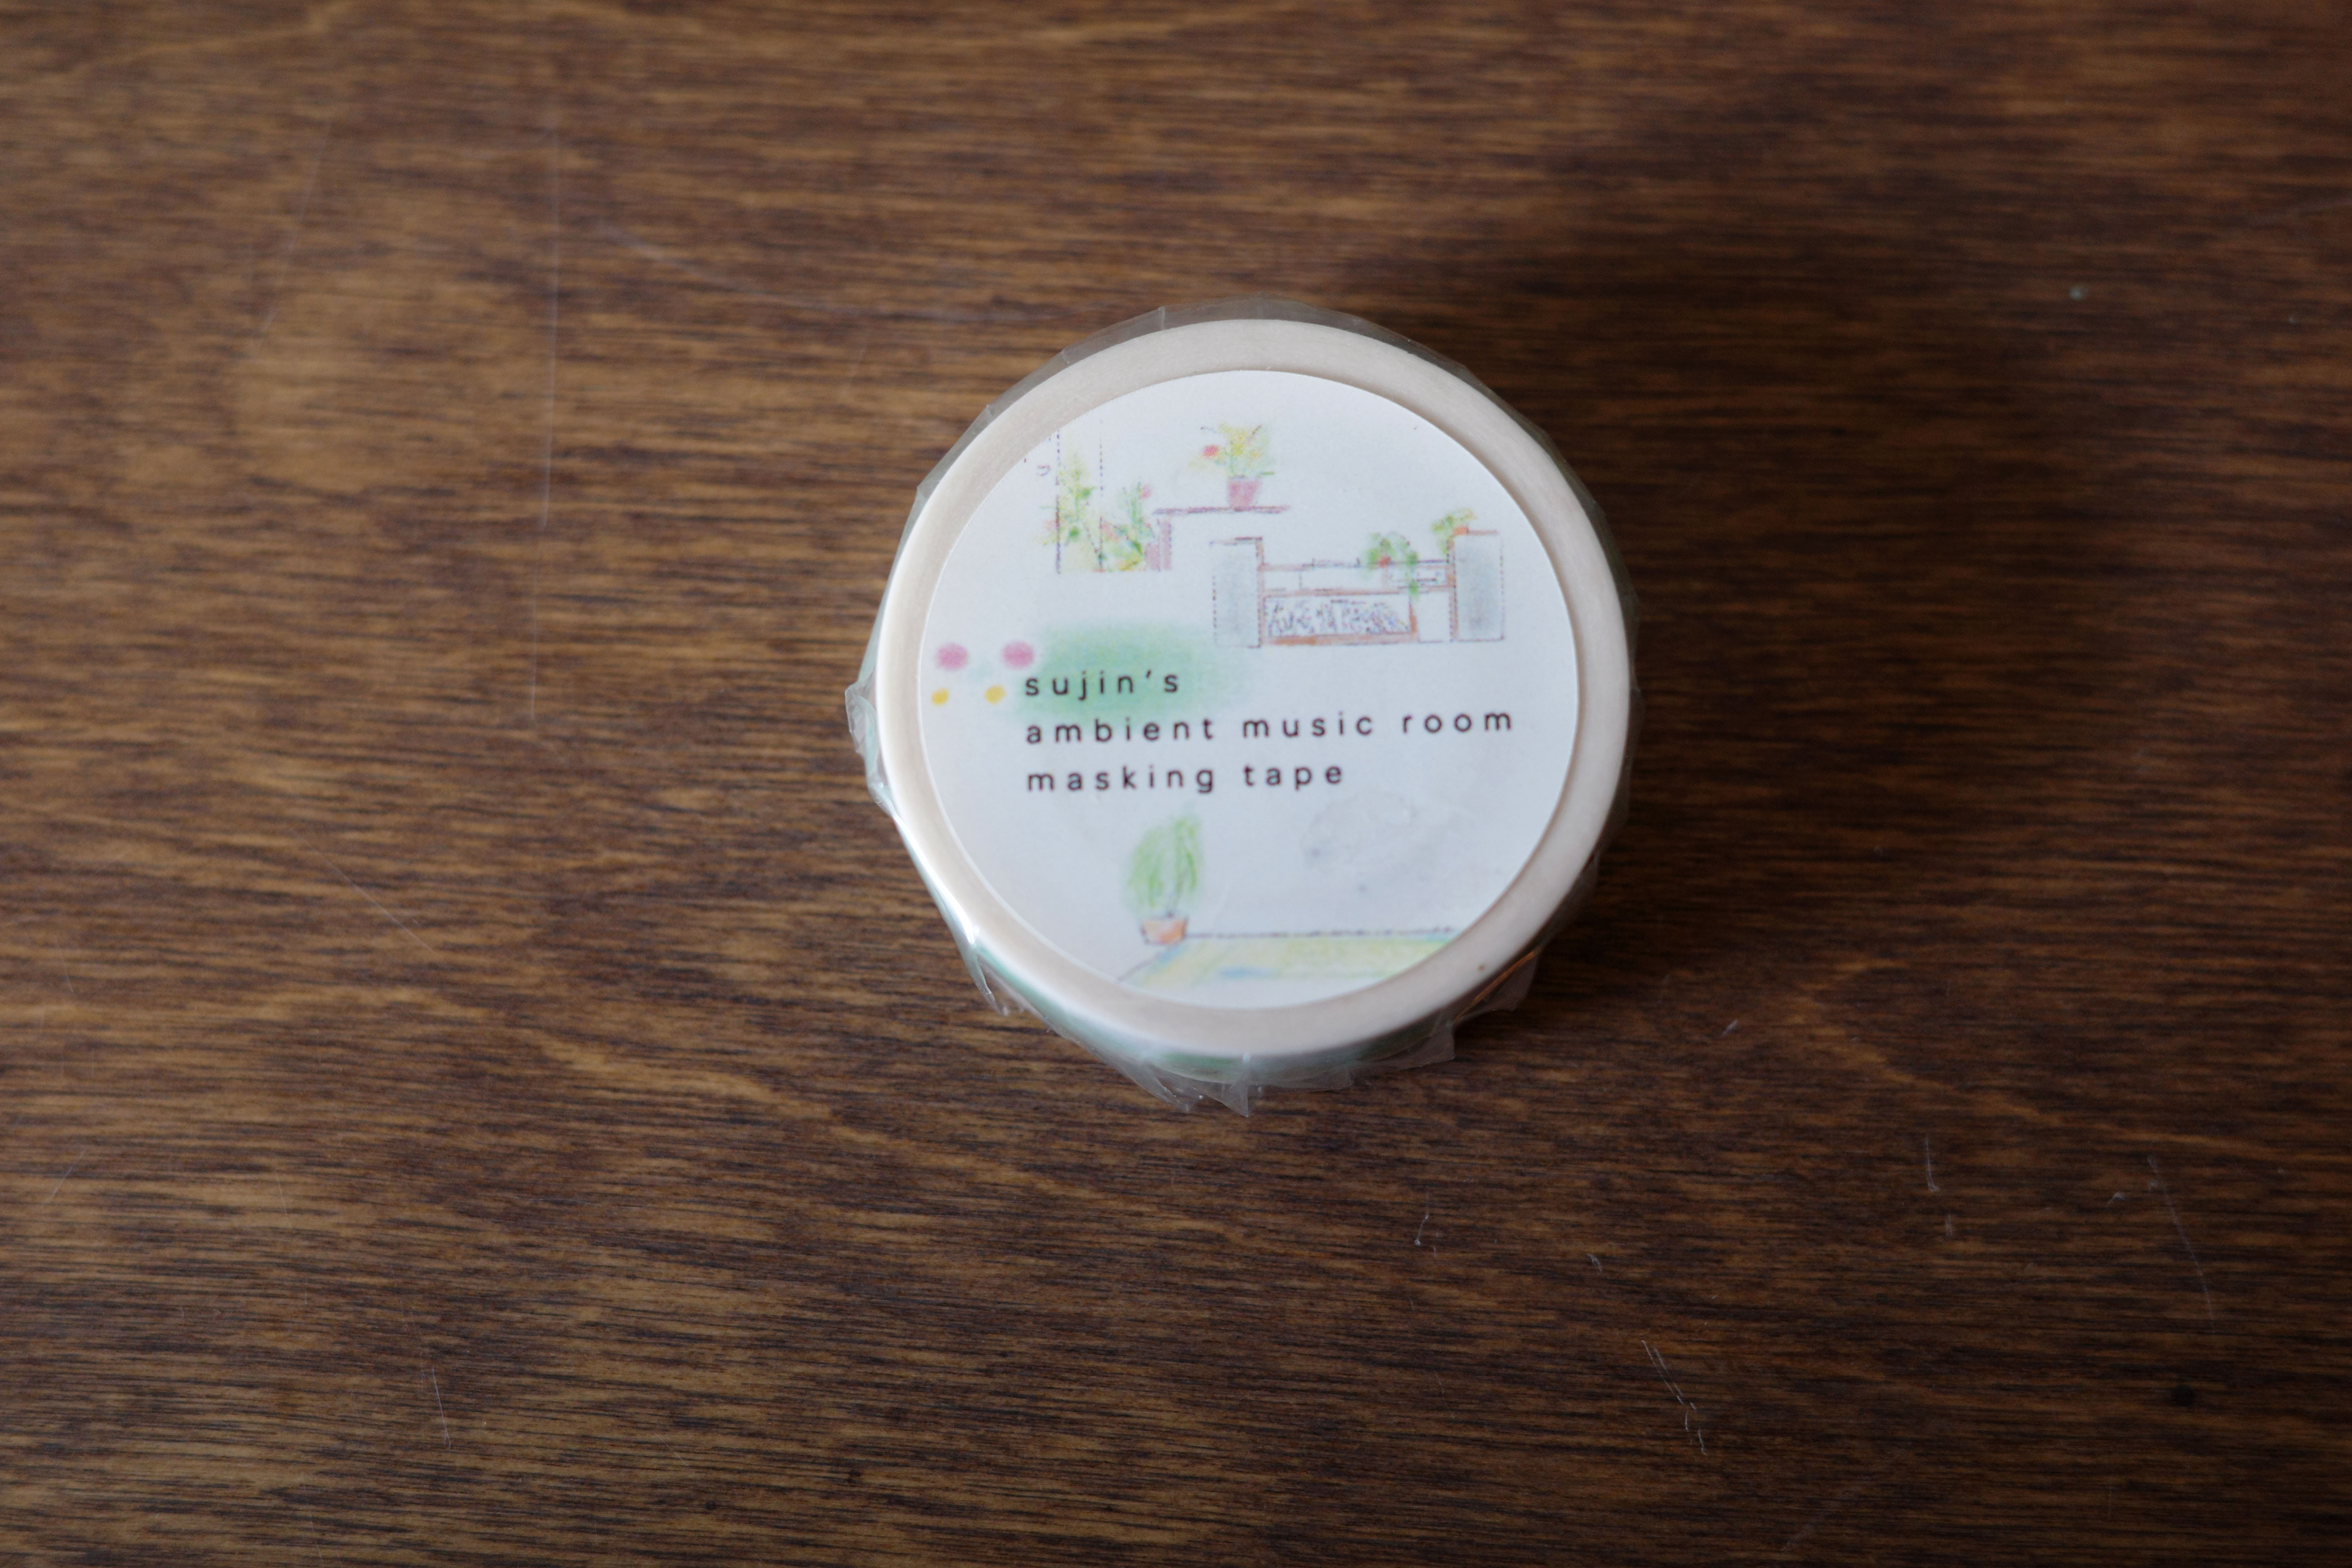 sujin's
ambient music room
masking tape